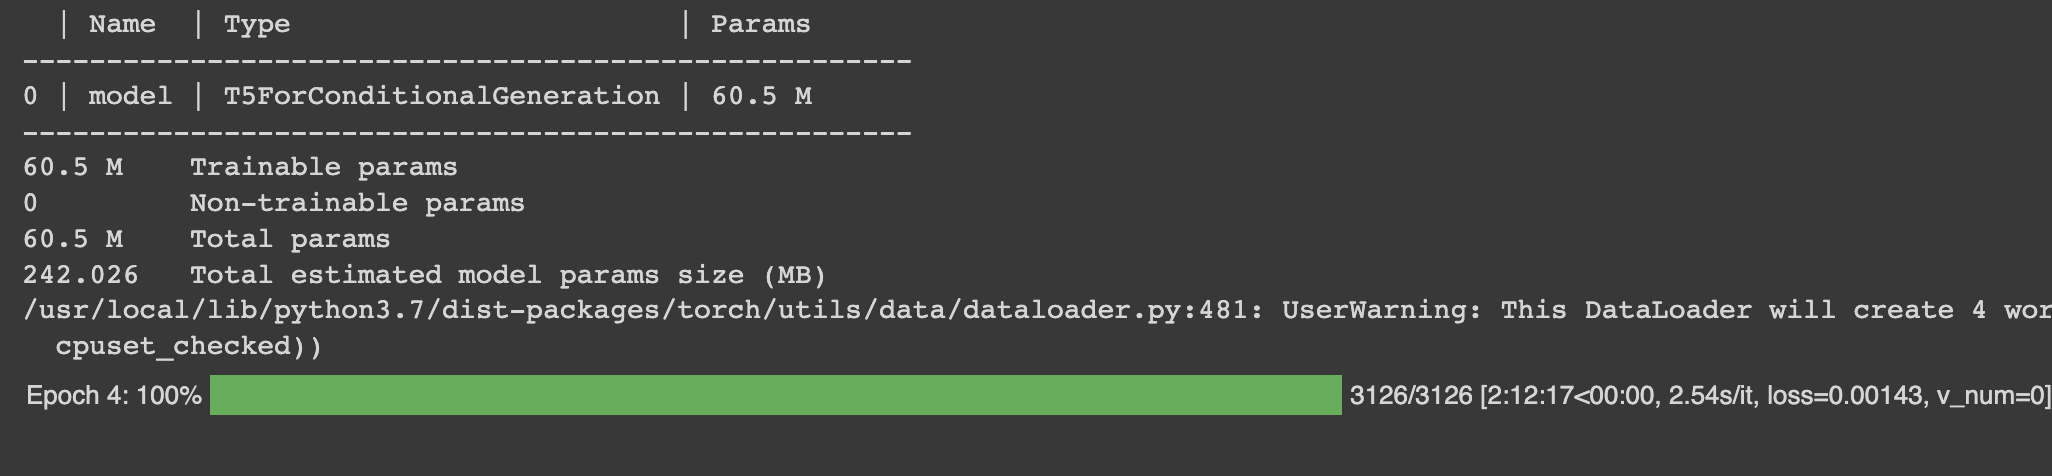 | Name | Type | Params
-----------------------------------------------------
0 | model | T5ForConditionalGeneration | 60.5 M
-----------------------------------------------------
60.5 M Trainable params
0 Non-trainable params
60.5 M Total params
242.026 Total estimated model params size (MB)
/usr/local/lib/python3.7/dist-packages/torch/utils/data/dataloader.py:481: UserWarning: This DataLoader will create 4 wor
cpuset_checked))
Epoch 4: 100% 3126/3126 [2:12:17<00:00, 2.54s/it, loss=0.00143, v_num=0]